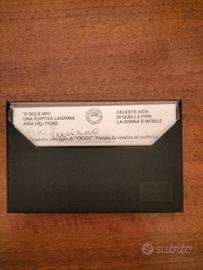 'O SOLE MIO
UNA FURTIVA LAGRIMA
ARIA DEL FIORE
CELESTE AIDA
DI QUELLA PIRA
LA DONNA È MOBILE
omaggio di "OGGI" Vietata la vendita al pubblico
subito